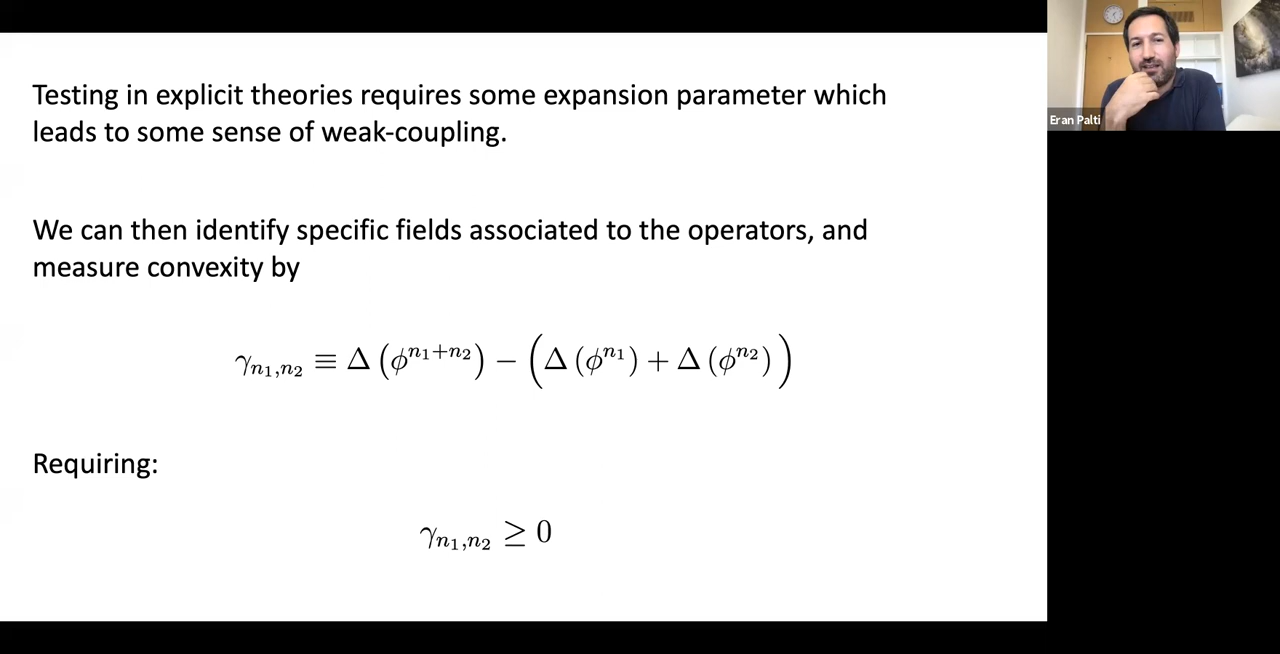 Testing in explicit theories requires some expansion parameter which
leads to some sense of weak-coupling.
We can then identify specific fields associated to the operators, and
measure convexity by
γ_{n₁,n₂} ≡ Δ (ϕ^{n₁+n₂}) − (Δ (ϕ^{n₁}) + Δ (ϕ^{n₂}))
Requiring:
γ_{n₁,n₂} ≥ 0
Eran Palti